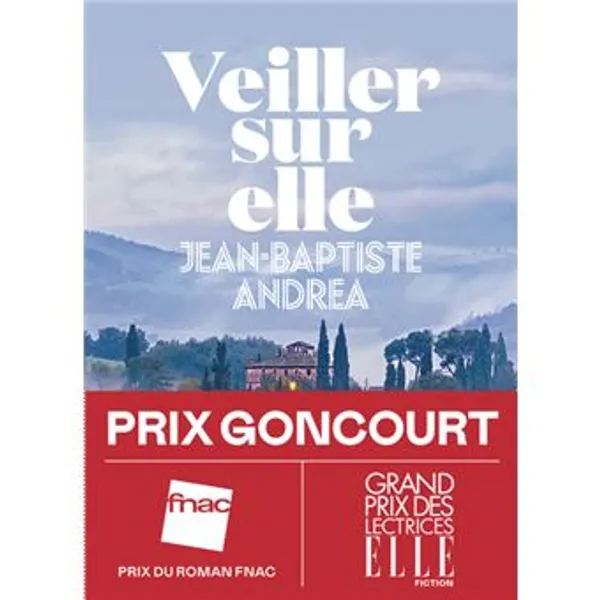 Veiller
sur
elle
JEAN-BAPTISTE
ANDREA
PRIX GONCOURT
fnac
PRIX DU ROMAN FNAC
GRAND
PRIX DES
LECTRICES
ELLE
FICTION